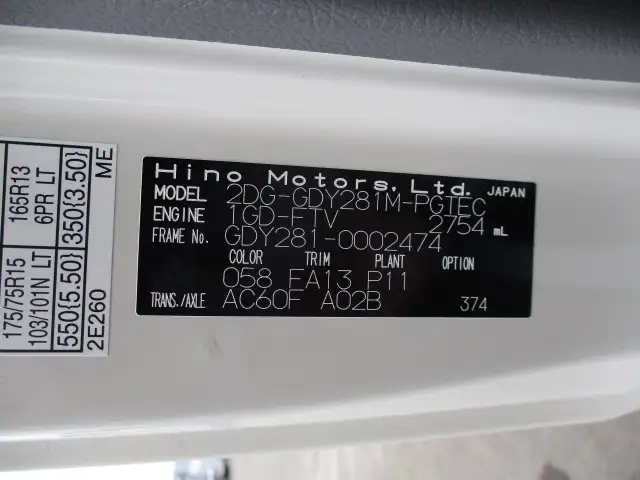 Hino Motors, Ltd. JAPAN
MODEL 2DG-GDY281M-PGTEC
ENGINE 1GD-FTV 2754 mL
FRAME No. GDY281-0002474
COLOR TRIM PLANT OPTION
058 FA13 P11
TRANS./AXLE AC60F A02B 374
175/75R15 165R13
103/101N LT 6PR LT
550{5.50} 350{3.50}
2E260 ME